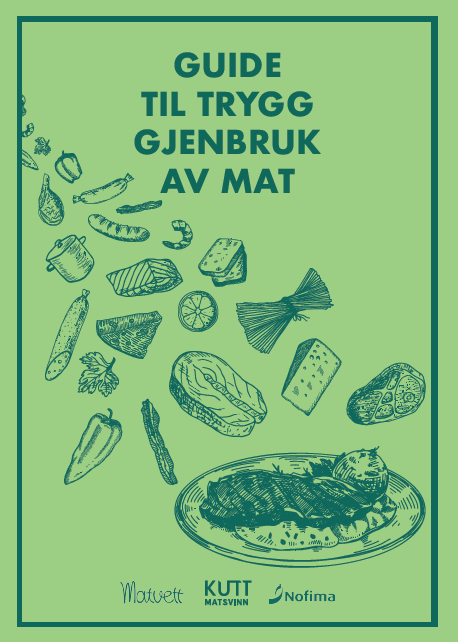 GUIDE
TIL TRYGG
GJENBRUK
AV MAT
Matvett
KUTT
MATSVINN
Nofima